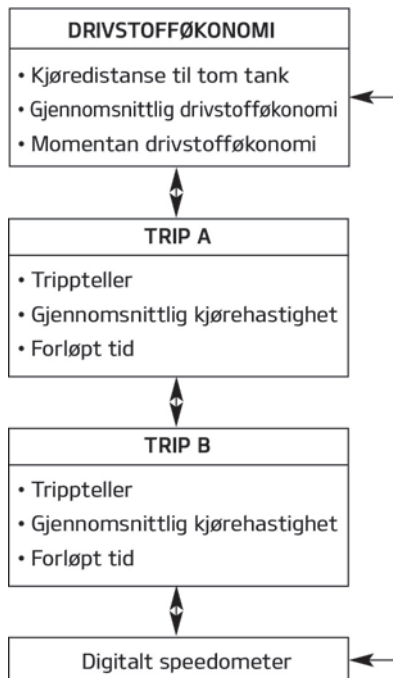 DRIVSTOFFØKONOMI
• Kjøredistanse til tom tank
• Gjennomsnittlig drivstofføkonomi
• Momentan drivstofføkonomi
TRIP A
• Trippteller
• Gjennomsnittlig kjørehastighet
• Forløpt tid
TRIP B
• Trippteller
• Gjennomsnittlig kjørehastighet
• Forløpt tid
Digitalt speedometer